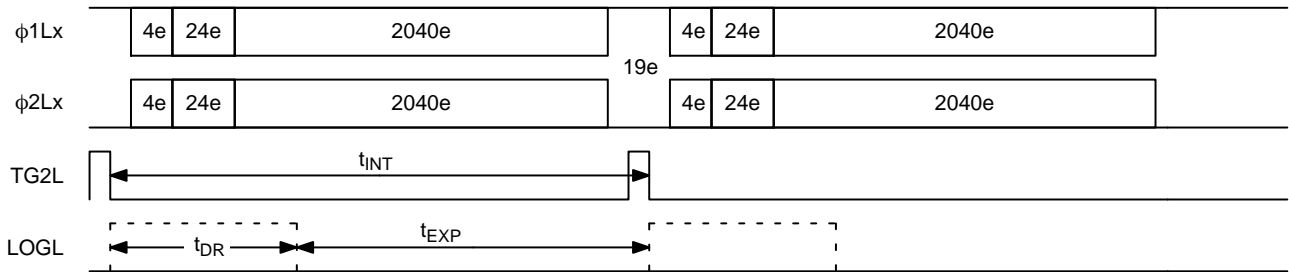 ϕ1Lx 4e 24e 2040e 4e 24e 2040e
19e
ϕ2Lx 4e 24e 2040e 4e 24e 2040e
TG2L tINT
LOGL tDR tEXP